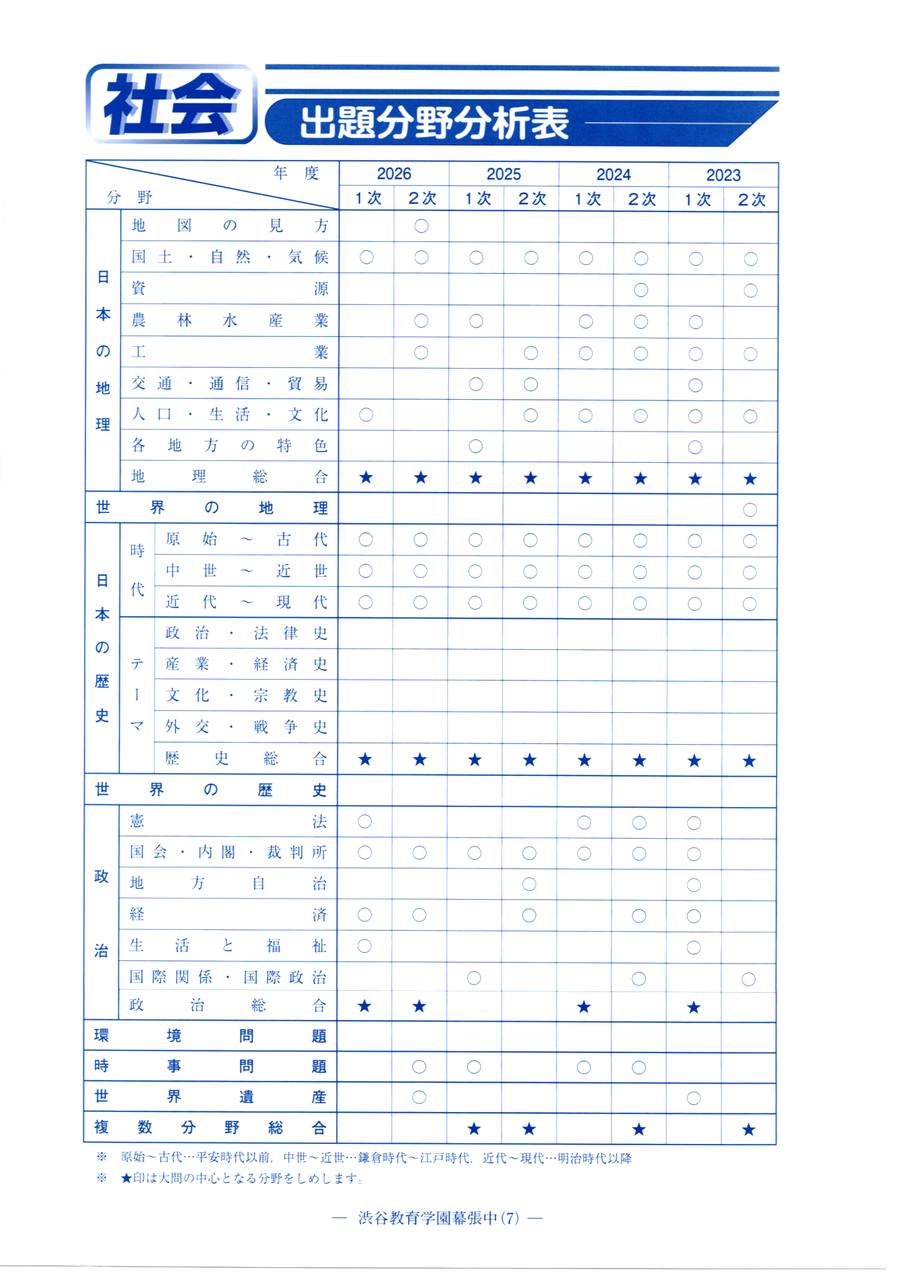 社会
出題分野分析表
年度 2026 2025 2024 2023
分野 1次 2次 1次 2次 1次 2次 1次 2次
日本の地理
地図の見方 ○
国土・自然・気候 ○ ○ ○ ○ ○ ○ ○ ○
資源 ○ ○
農林水産業 ○ ○ ○ ○ ○
工業 ○ ○ ○ ○ ○ ○
交通・通信・貿易 ○ ○ ○
人口・生活・文化 ○ ○ ○ ○ ○ ○
各地方の特色 ○ ○
地理総合 ★ ★ ★ ★ ★ ★ ★ ★
世界の地理 ○
日本の歴史
時代
原始～古代 ○ ○ ○ ○ ○ ○ ○ ○
中世～近世 ○ ○ ○ ○ ○ ○ ○ ○
近代～現代 ○ ○ ○ ○ ○ ○ ○ ○
テーマ
政治・法律史
産業・経済史
文化・宗教史
外交・戦争史
歴史総合 ★ ★ ★ ★ ★ ★ ★ ★
世界の歴史
政治
憲法 ○ ○ ○ ○
国会・内閣・裁判所 ○ ○ ○ ○ ○ ○ ○
地方自治 ○ ○
経済 ○ ○ ○ ○ ○
生活と福祉 ○ ○
国際関係・国際政治 ○ ○ ○
政治総合 ★ ★ ★ ★
環境問題
時事問題 ○ ○ ○ ○
世界遺産 ○ ○
複数分野総合 ★ ★ ★ ★
※ 原始～古代…平安時代以前，中世～近世…鎌倉時代～江戸時代，近代～現代…明治時代以降
※ ★印は大問の中心となる分野をしめします。
― 渋谷教育学園幕張中(7) ―